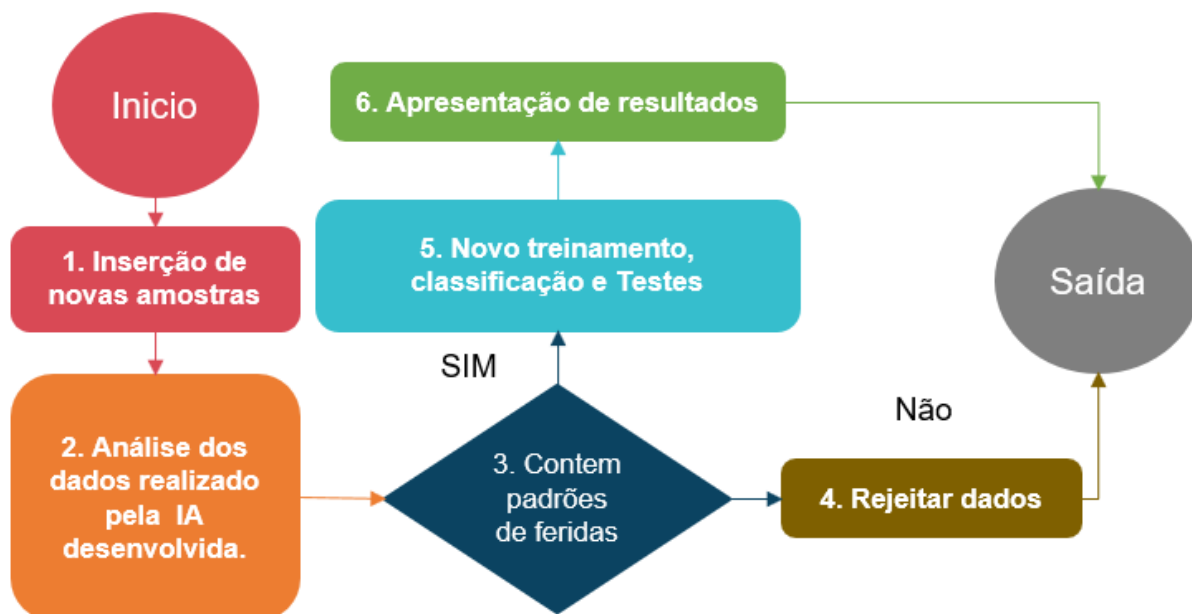 Inicio
1. Inserção de
novas amostras
2. Análise dos
dados realizado
pela IA
desenvolvida.
3. Contem
padrões
de feridas
SIM
Não
4. Rejeitar dados
5. Novo treinamento,
classificação e Testes
6. Apresentação de resultados
Saída